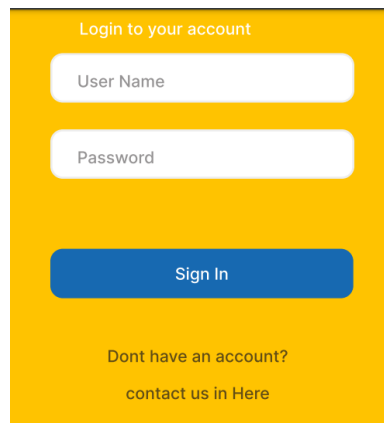 Login to your account
User Name
Password
Sign In
Dont have an account?
contact us in Here